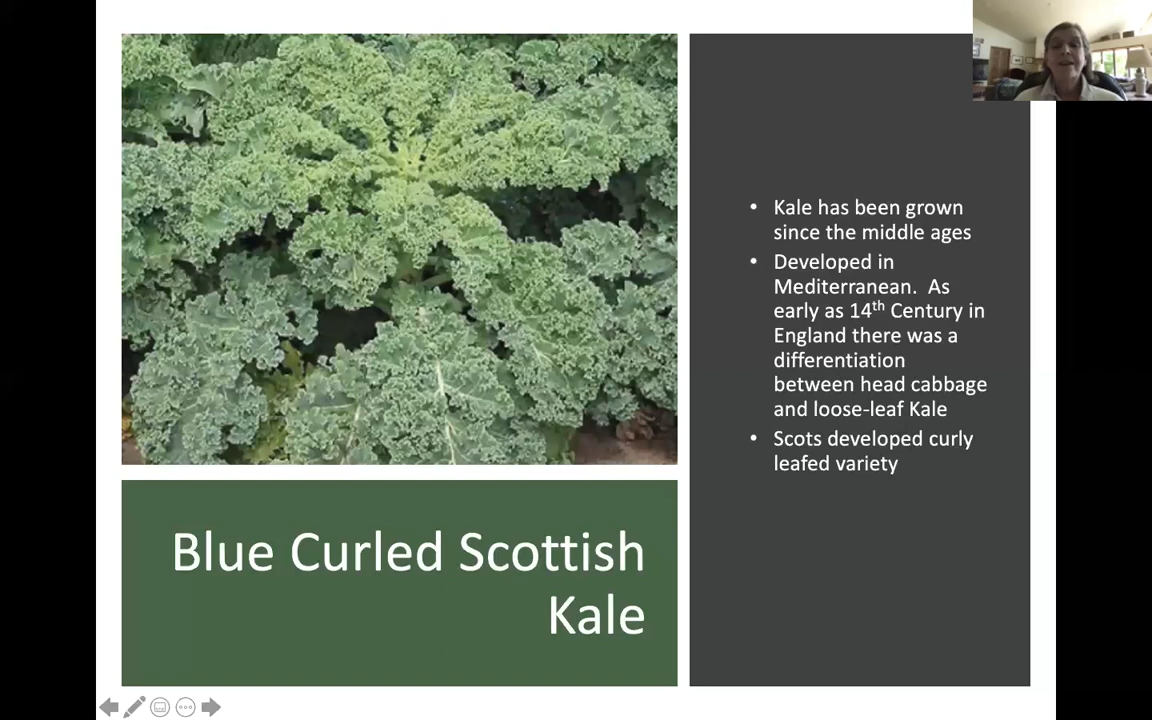 Kale has been grown
since the middle ages
Developed in
Mediterranean.  As
early as 14th Century in
England there was a
differentiation
between head cabbage
and loose-leaf Kale
Scots developed curly
leafed variety
Blue Curled Scottish
Kale